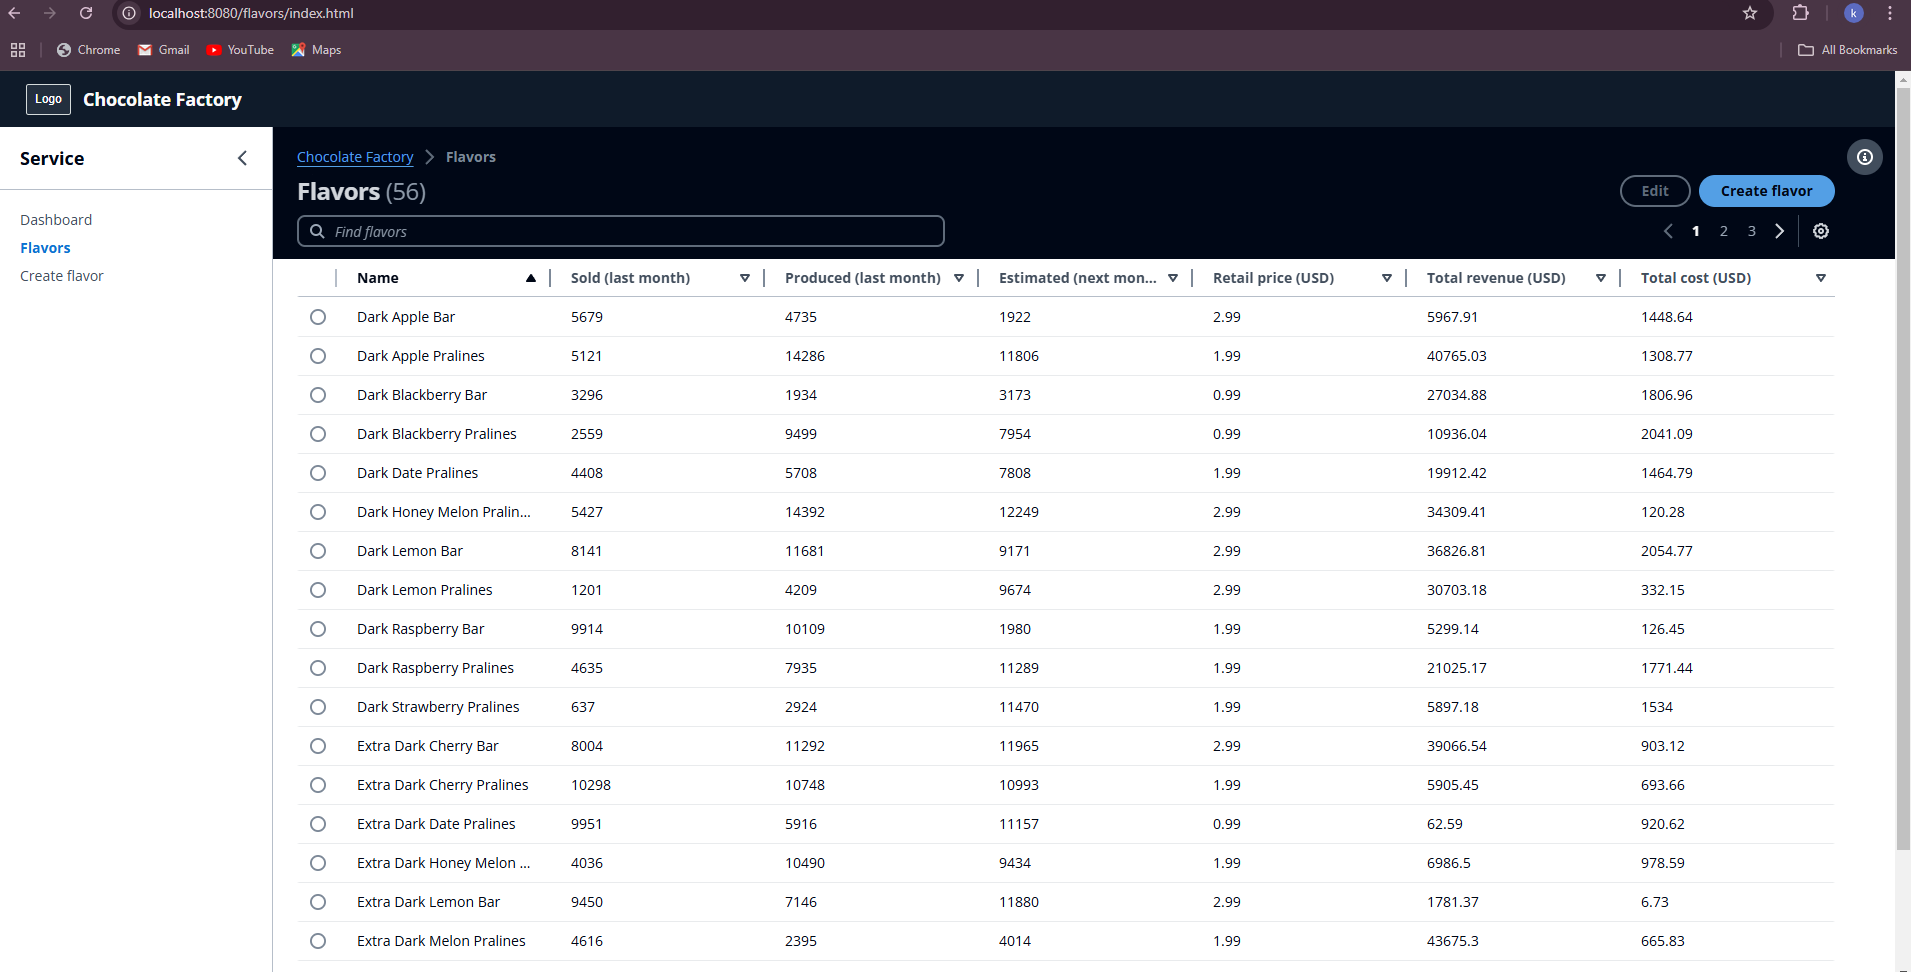 localhost:8080/flavors/index.html
k
Chrome Gmail YouTube Maps All Bookmarks
Logo Chocolate Factory
Service
Dashboard
Flavors
Create flavor
Chocolate Factory Flavors
Flavors (56)
Edit Create flavor
Find flavors
1 2 3
Name Sold (last month) Produced (last month) Estimated (next mon... Retail price (USD) Total revenue (USD) Total cost (USD)
Dark Apple Bar 5679 4735 1922 2.99 5967.91 1448.64
Dark Apple Pralines 5121 14286 11806 1.99 40765.03 1308.77
Dark Blackberry Bar 3296 1934 3173 0.99 27034.88 1806.96
Dark Blackberry Pralines 2559 9499 7954 0.99 10936.04 2041.09
Dark Date Pralines 4408 5708 7808 1.99 19912.42 1464.79
Dark Honey Melon Pralin... 5427 14392 12249 2.99 34309.41 120.28
Dark Lemon Bar 8141 11681 9171 2.99 36826.81 2054.77
Dark Lemon Pralines 1201 4209 9674 2.99 30703.18 332.15
Dark Raspberry Bar 9914 10109 1980 1.99 5299.14 126.45
Dark Raspberry Pralines 4635 7935 11289 1.99 21025.17 1771.44
Dark Strawberry Pralines 637 2924 11470 1.99 5897.18 1534
Extra Dark Cherry Bar 8004 11292 11965 2.99 39066.54 903.12
Extra Dark Cherry Pralines 10298 10748 10993 1.99 5905.45 693.66
Extra Dark Date Pralines 9951 5916 11157 0.99 62.59 920.62
Extra Dark Honey Melon ... 4036 10490 9434 1.99 6986.5 978.59
Extra Dark Lemon Bar 9450 7146 11880 2.99 1781.37 6.73
Extra Dark Melon Pralines 4616 2395 4014 1.99 43675.3 665.83